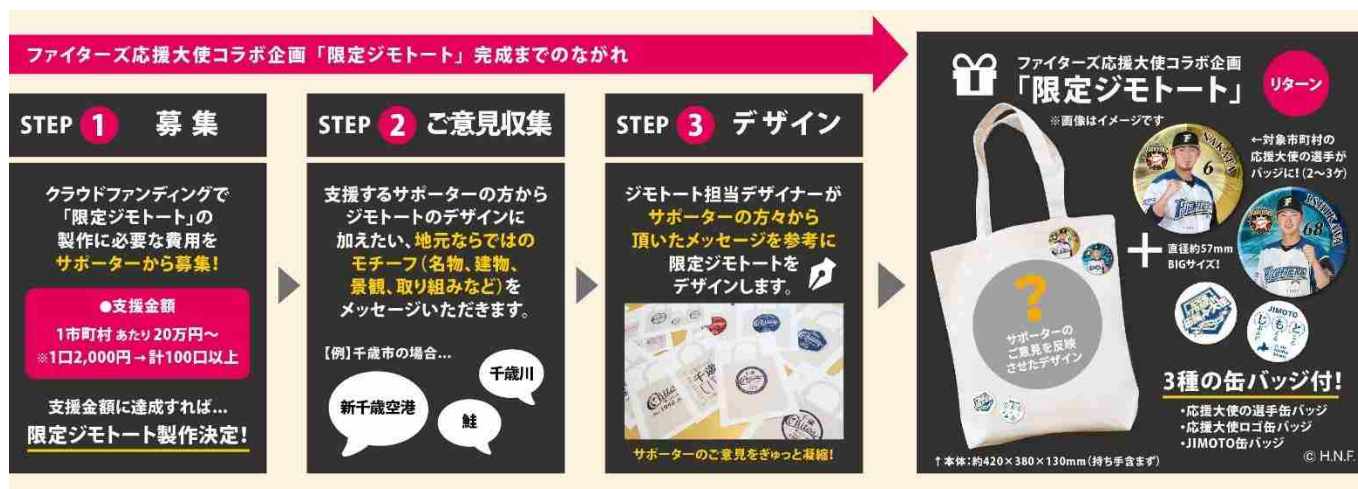 ファイターズ応援大使コラボ企画「限定ジモトート」完成までのながれ
STEP 1 募集
クラウドファンディングで
「限定ジモトート」の
製作に必要な費用を
サポーターから募集!
●支援金額
1市町村あたり20万円～
※1口2,000円→計100口以上
支援金額に達成すれば...
限定ジモトート製作決定!
STEP 2 ご意見収集
支援するサポーターの方から
ジモトートのデザインに
加えたい、地元ならではの
モチーフ(名物、建物、
景観、取り組みなど)を
メッセージいただきます。
【例】千歳市の場合...
千歳川
新千歳空港
鮭
STEP 3 デザイン
ジモトート担当デザイナーが
サポーターの方々から
頂いたメッセージを参考に
限定ジモトートを
デザインします。
サポーターのご意見をぎゅっと凝縮!
ファイターズ応援大使コラボ企画
「限定ジモトート」
リターン
※画像はイメージです
←対象市町村の
応援大使の選手が
バッジに!(2～3ケ)
NAKATA
6
ISHIKAWA
68
+
直径約57mm
BIGサイズ!
?
サポーターの
ご意見を反映
させたデザイン
JIMOTO
じもと
3種の缶バッジ付!
・応援大使の選手缶バッジ
・応援大使ロゴ缶バッジ
・JIMOTO缶バッジ
↑本体:約420×380×130mm(持ち手含まず)
© H.N.F.